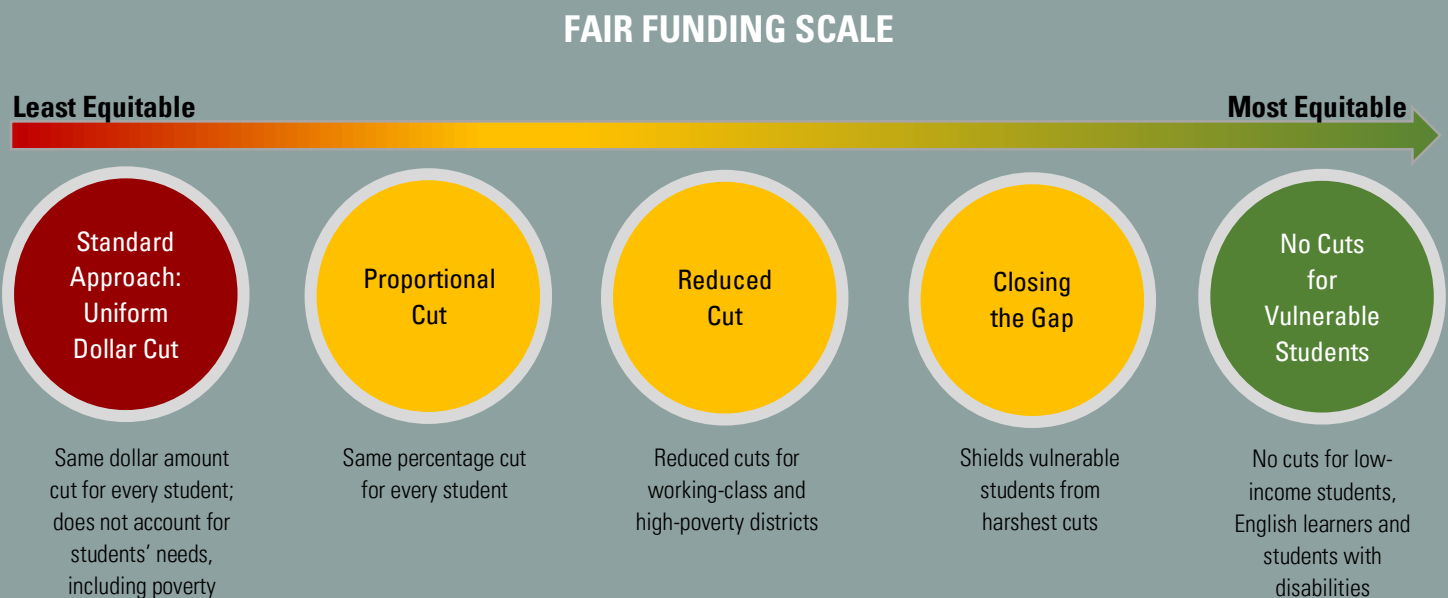 FAIR FUNDING SCALE
Least Equitable
Most Equitable
Standard
Approach:
Uniform
Dollar Cut
Proportional
Cut
Reduced
Cut
Closing
the Gap
No Cuts
for
Vulnerable
Students
Same dollar amount
cut for every student;
does not account for
students’ needs,
including poverty
Same percentage cut
for every student
Reduced cuts for
working-class and
high-poverty districts
Shields vulnerable
students from
harshest cuts
No cuts for low-
income students,
English learners and
students with
disabilities